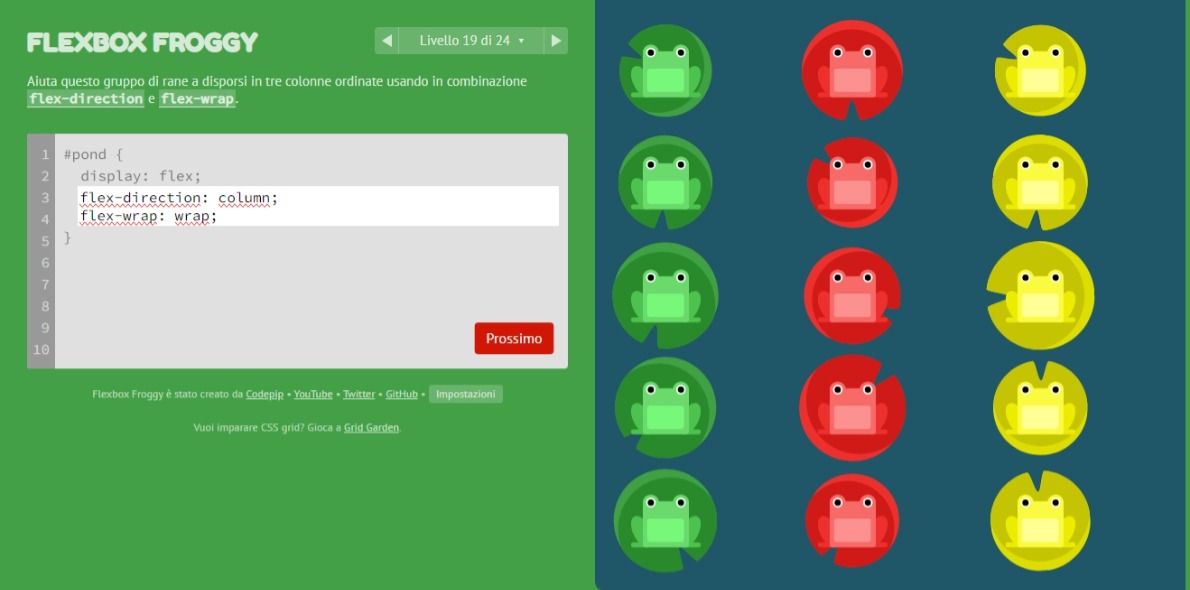 FLEXBOX FROGGY
Livello 19 di 24
Aiuta questo gruppo di rane a disporsi in tre colonne ordinate usando in combinazione
flex-direction e flex-wrap.
1 #pond {
2 display: flex;
3 flex-direction: column;
4 flex-wrap: wrap;
5 }
6
7
8
9
10
Prossimo
Flexbox Froggy è stato creato da Codepip • YouTube • Twitter • GitHub • Impostazioni
Vuoi imparare CSS grid? Gioca a Grid Garden.